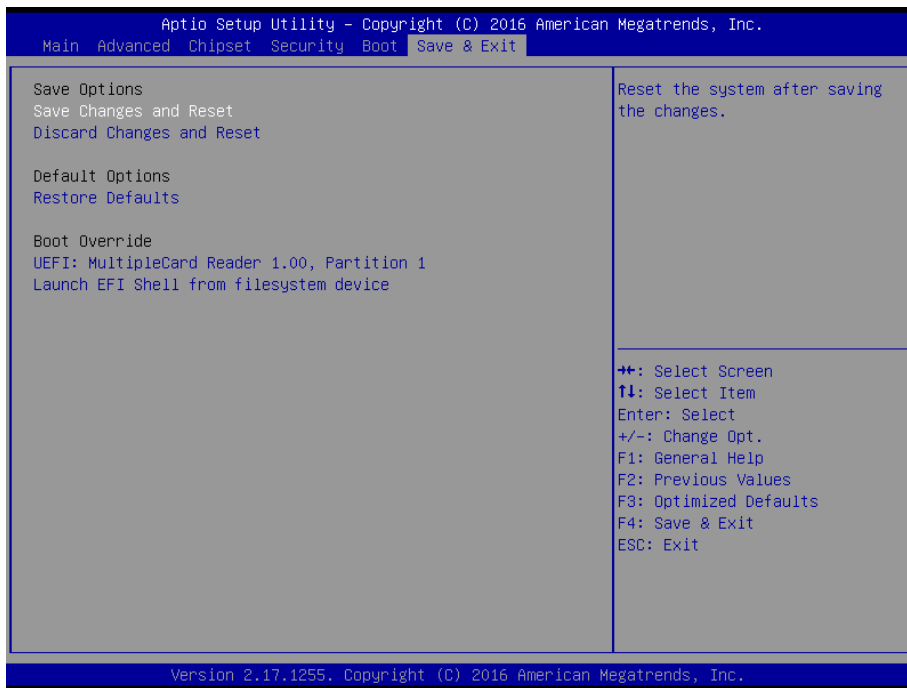 Aptio Setup Utility – Copyright (C) 2016 American Megatrends, Inc.
Main Advanced Chipset Security Boot Save & Exit
Save Options
Save Changes and Reset
Discard Changes and Reset
Default Options
Restore Defaults
Boot Override
UEFI: MultipleCard Reader 1.00, Partition 1
Launch EFI Shell from filesystem device
Reset the system after saving
the changes.
→←: Select Screen
↑↓: Select Item
Enter: Select
+/-: Change Opt.
F1: General Help
F2: Previous Values
F3: Optimized Defaults
F4: Save & Exit
ESC: Exit
Version 2.17.1255. Copyright (C) 2016 American Megatrends, Inc.